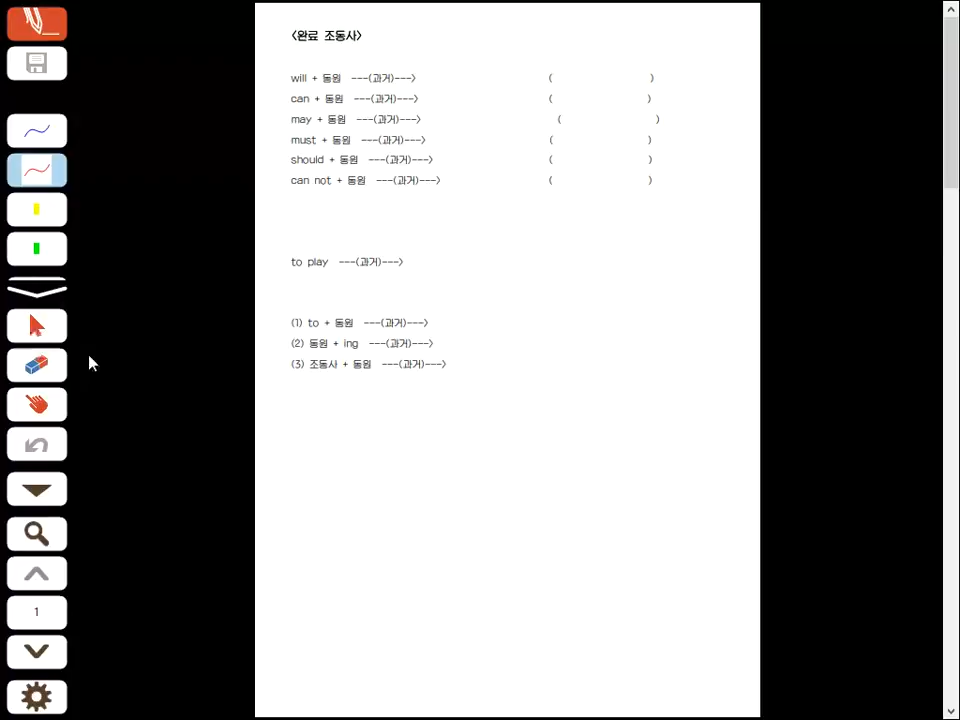 <완료 조동사>
will + 동원 ---(과거)---> ( )
can + 동원 ---(과거)---> ( )
may + 동원 ---(과거)---> ( )
must + 동원 ---(과거)---> ( )
should + 동원 ---(과거)---> ( )
can not + 동원 ---(과거)---> ( )
to play ---(과거)--->
(1) to + 동원 ---(과거)--->
(2) 동원 + ing ---(과거)--->
(3) 조동사 + 동원 ---(과거)--->
1